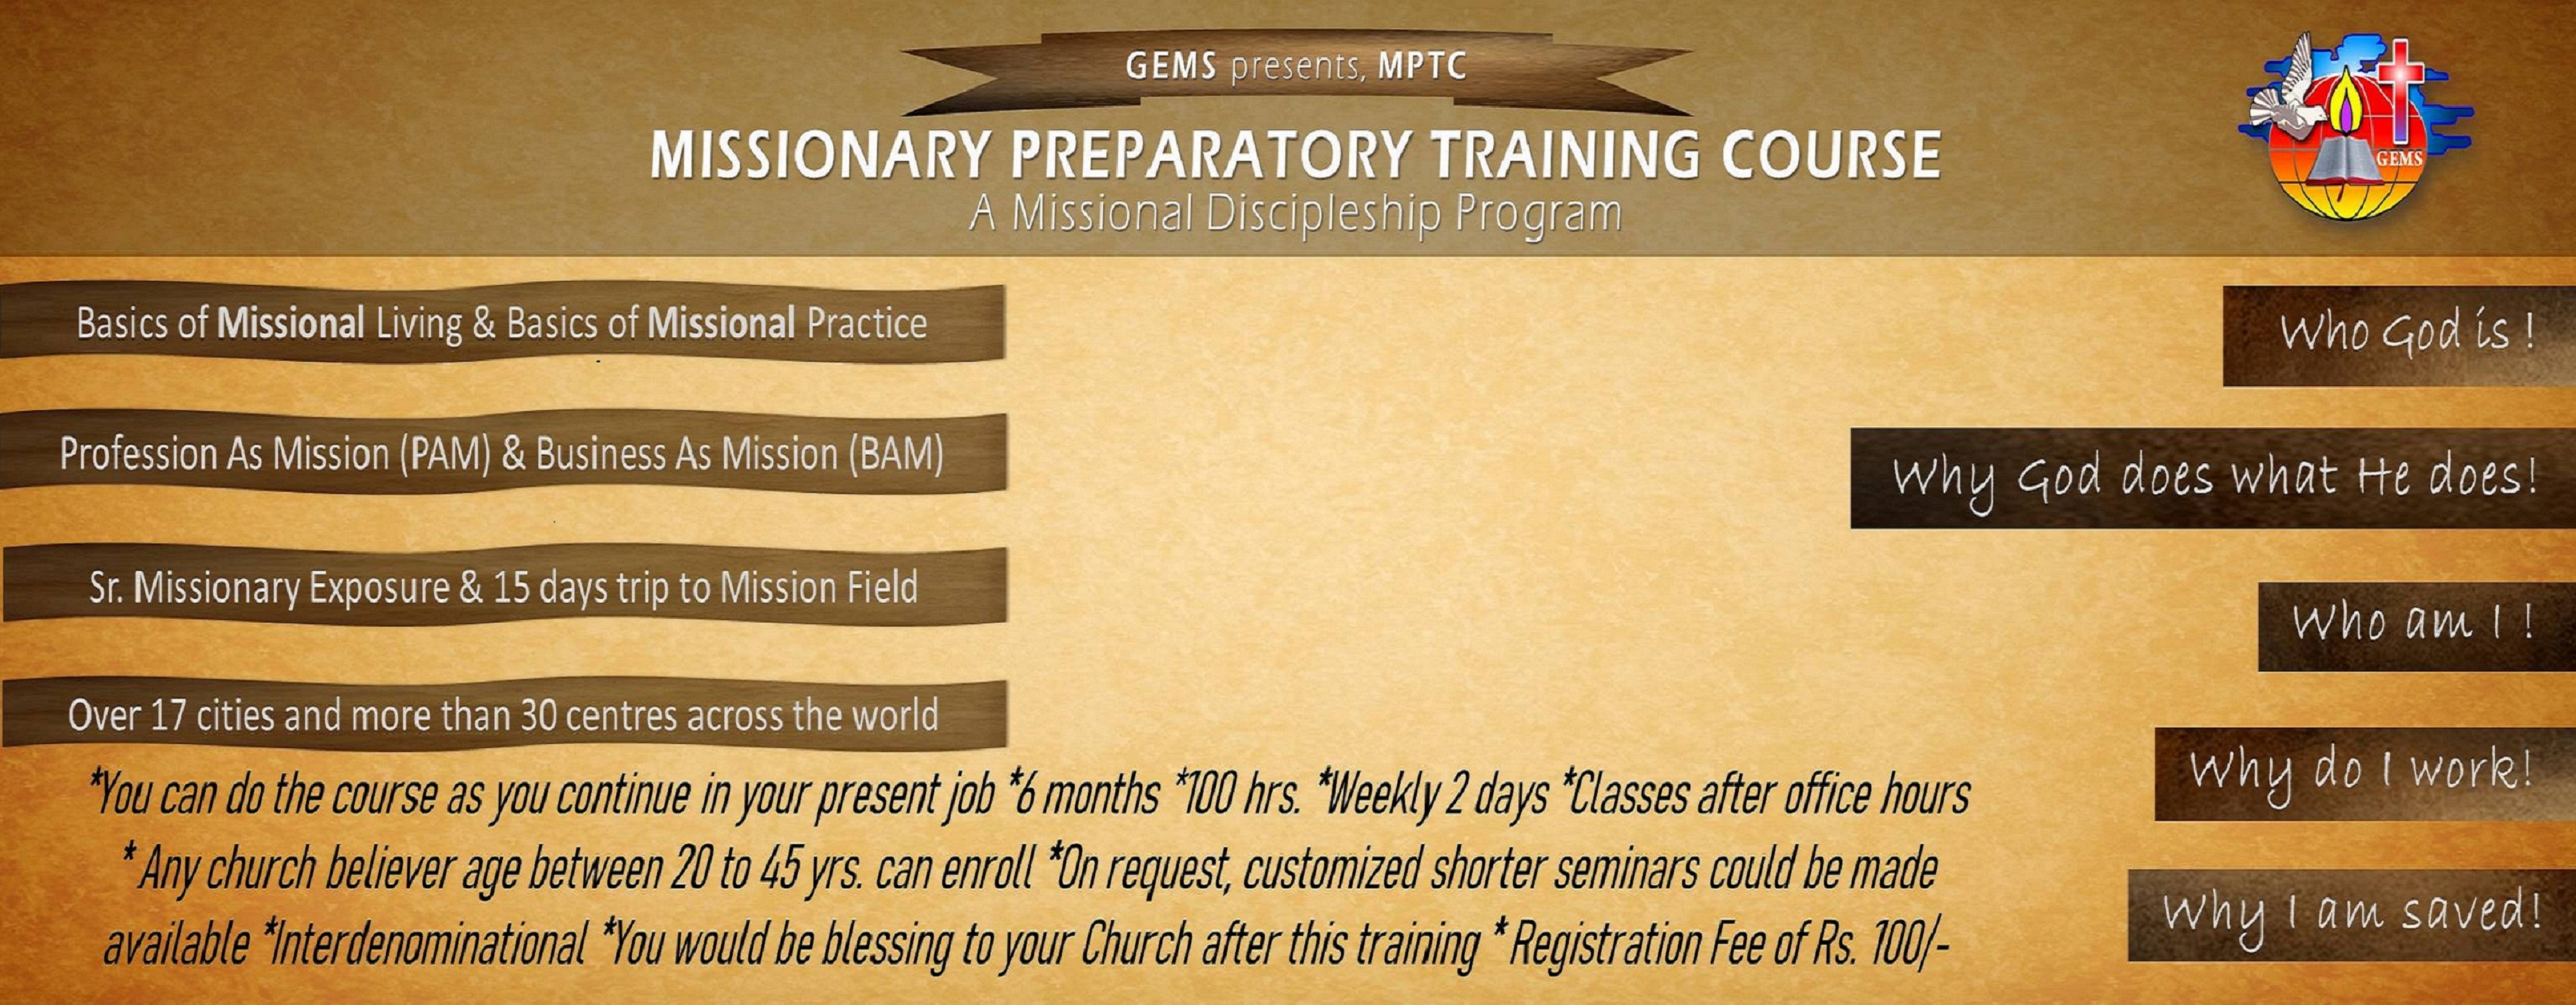 GEMS presents, MPTC
MISSIONARY PREPARATORY TRAINING COURSE
A Missional Discipleship Program
GEMS
Basics of Missional Living & Basics of Missional Practice
Profession As Mission (PAM) & Business As Mission (BAM)
Sr. Missionary Exposure & 15 days trip to Mission Field
Over 17 cities and more than 30 centres across the world
Who God is !
Why God does what He does!
Who am I !
Why do I work!
Why I am saved!
*You can do the course as you continue in your present job *6 months *100 hrs. *Weekly 2 days *Classes after office hours
* Any church believer age between 20 to 45 yrs. can enroll *On request, customized shorter seminars could be made
available *Interdenominational *You would be blessing to your Church after this training * Registration Fee of Rs. 100/-